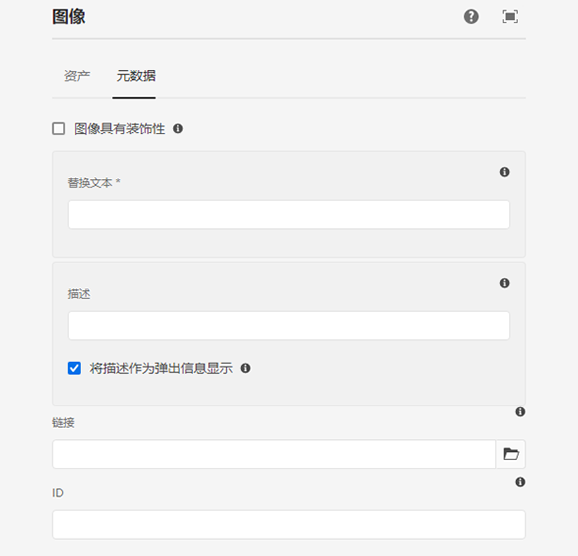 图像
资产 元数据
图像具有装饰性
替换文本 *
描述
将描述作为弹出信息显示
链接
ID